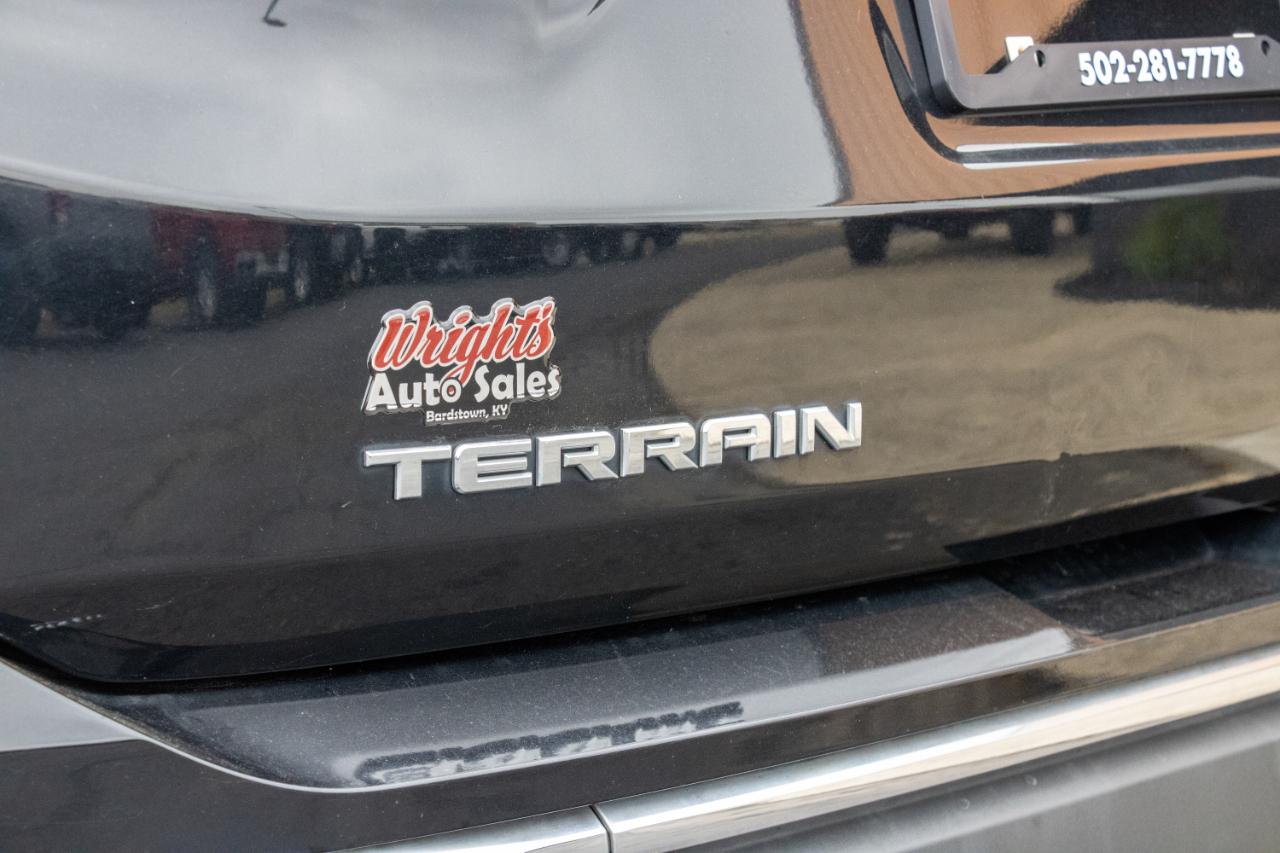 502-281-7778
Wright's
Auto Sales
Bardstown, KY
TERRAIN